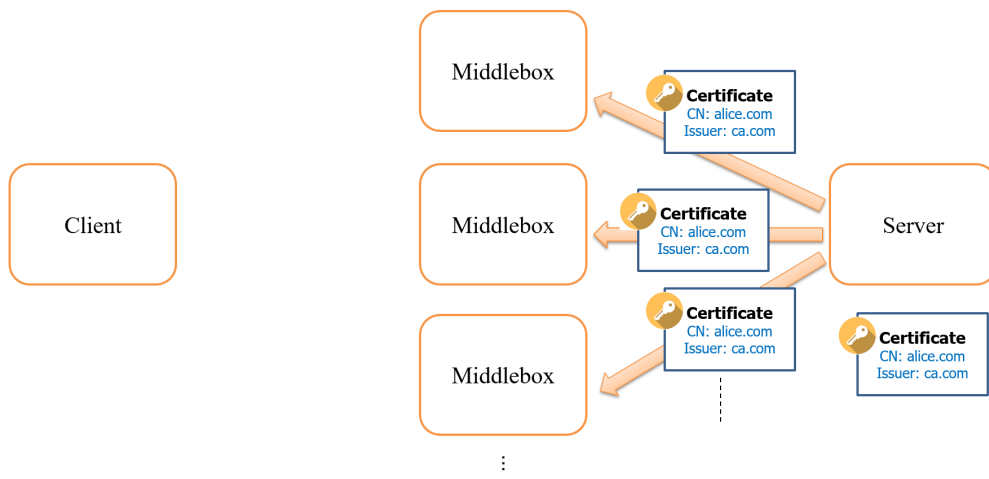 Middlebox
Certificate
CN: alice.com
Issuer: ca.com
Client
Middlebox
Certificate
CN: alice.com
Issuer: ca.com
Server
Middlebox
Certificate
CN: alice.com
Issuer: ca.com
Certificate
CN: alice.com
Issuer: ca.com